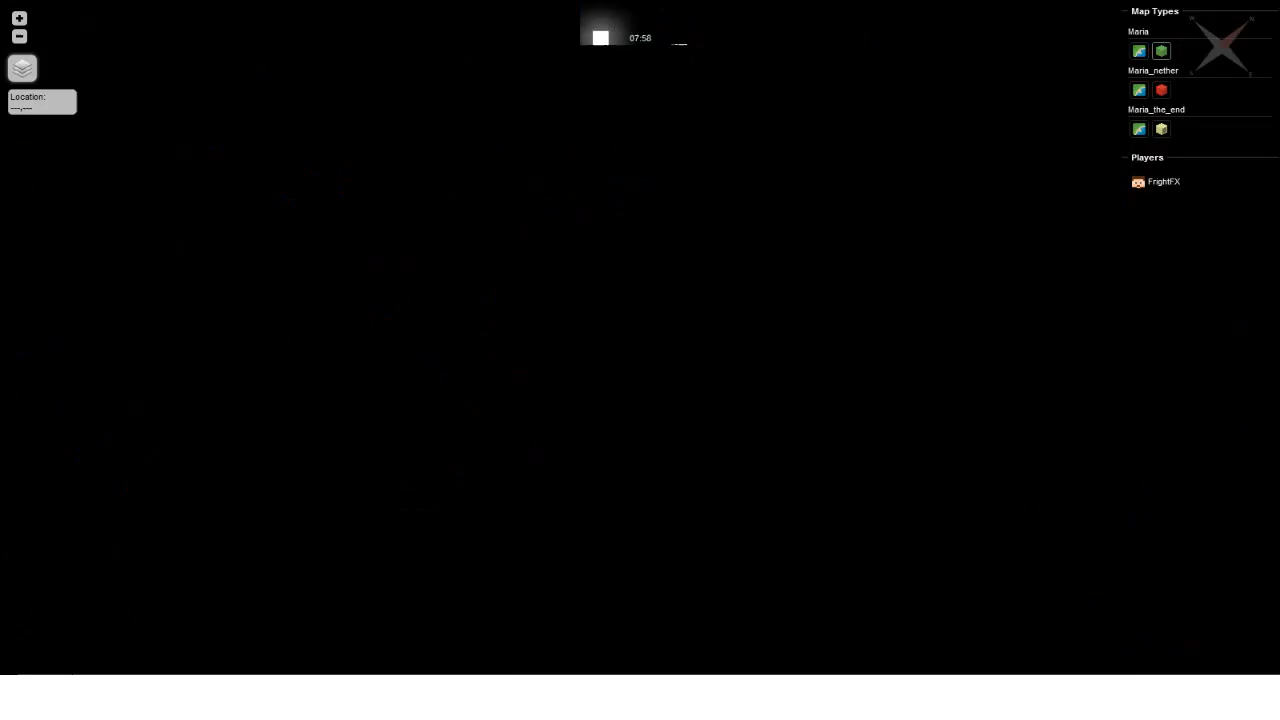 +
-
Location:
---,---
07:58
Map Types
Maria
Maria_nether
Maria_the_end
Players
FrightFX
W
N
S
E